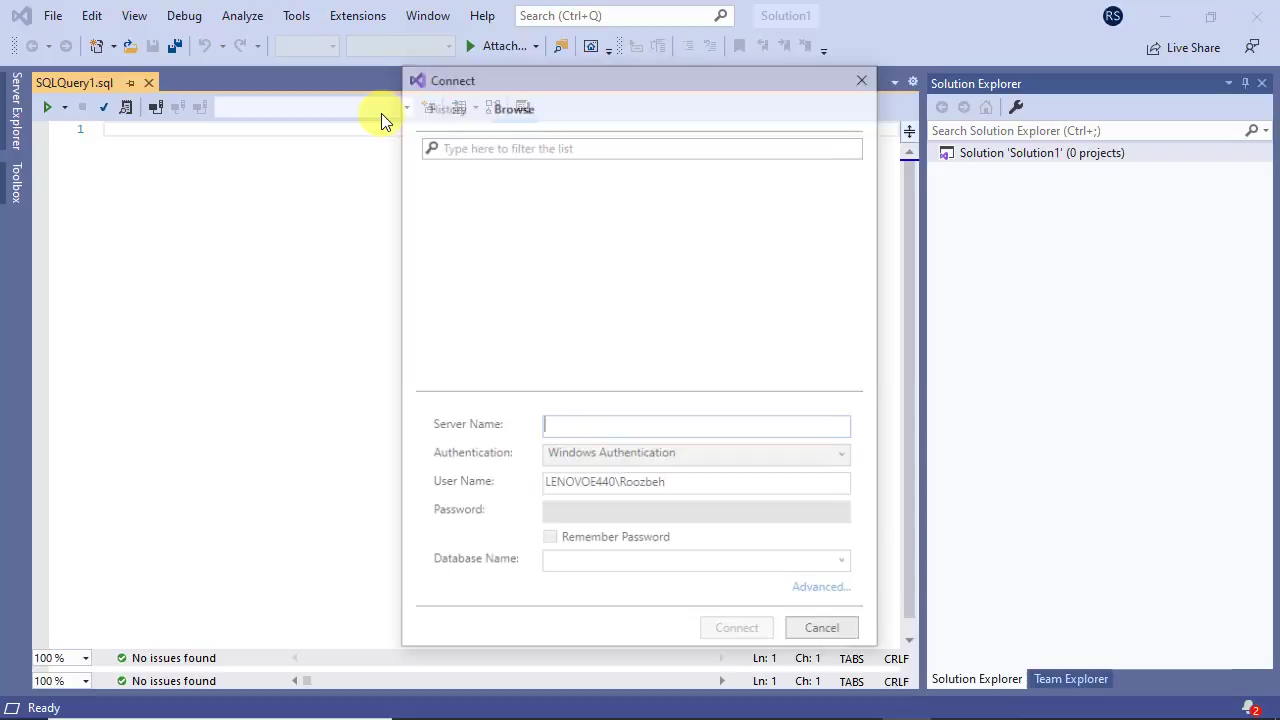 File Edit View Debug Analyze Tools Extensions Window Help Search (Ctrl+Q) Solution1 RS
Attach... Live Share
SQLQuery1.sql
Connect
Solution Explorer
History Browse
Search Solution Explorer (Ctrl+;)
1
Type here to filter the list
Solution 'Solution1' (0 projects)
Server Explorer
Toolbox
Server Name:
Authentication: Windows Authentication
User Name: LENOVOE440\Roozbeh
Password:
Remember Password
Database Name:
Advanced...
Connect Cancel
100 % No issues found Ln: 1 Ch: 1 TABS CRLF
100 % No issues found Ln: 1 Ch: 1 TABS CRLF
Solution Explorer Team Explorer
Ready 2